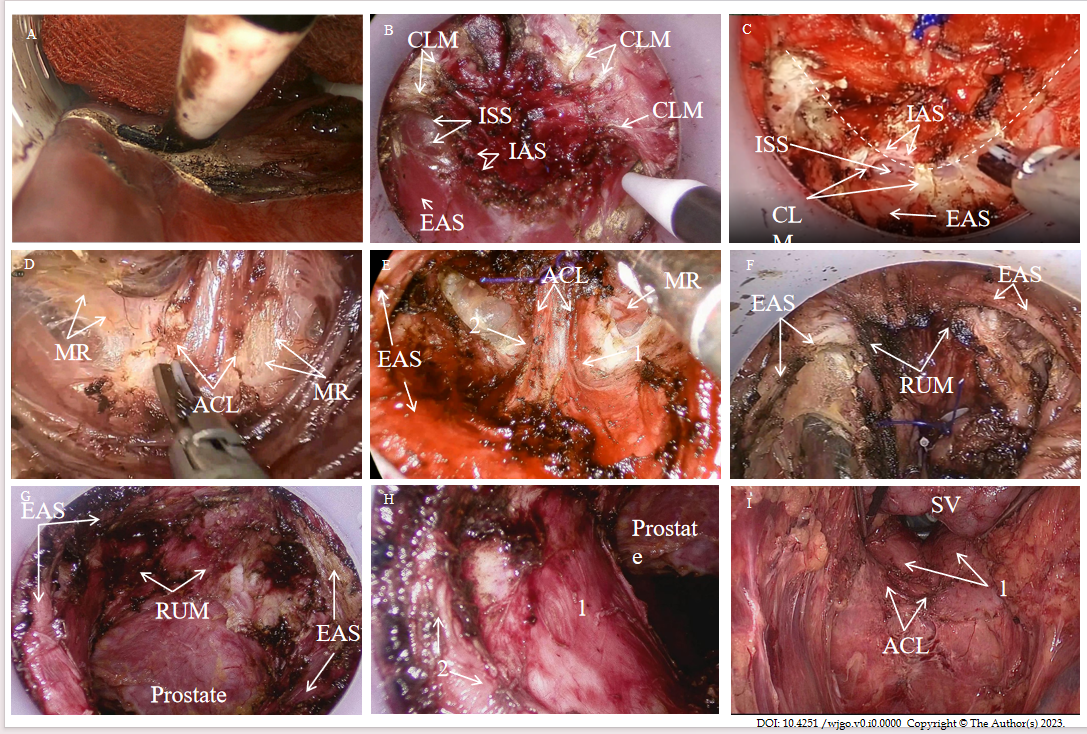 A
B
CLM
CLM
CLM
ISS
IAS
EAS
C
IAS
ISS
CL
M
EAS
D
MR
ACL
MR
E
ACL
MR
2
1
EAS
F
EAS
EAS
RUM
G
EAS
RUM
EAS
Prostate
H
Prostat
e
1
2
I
SV
1
ACL
DOI: 10.4251 /wjgo.v0.i0.0000 Copyright © The Author(s) 2023.